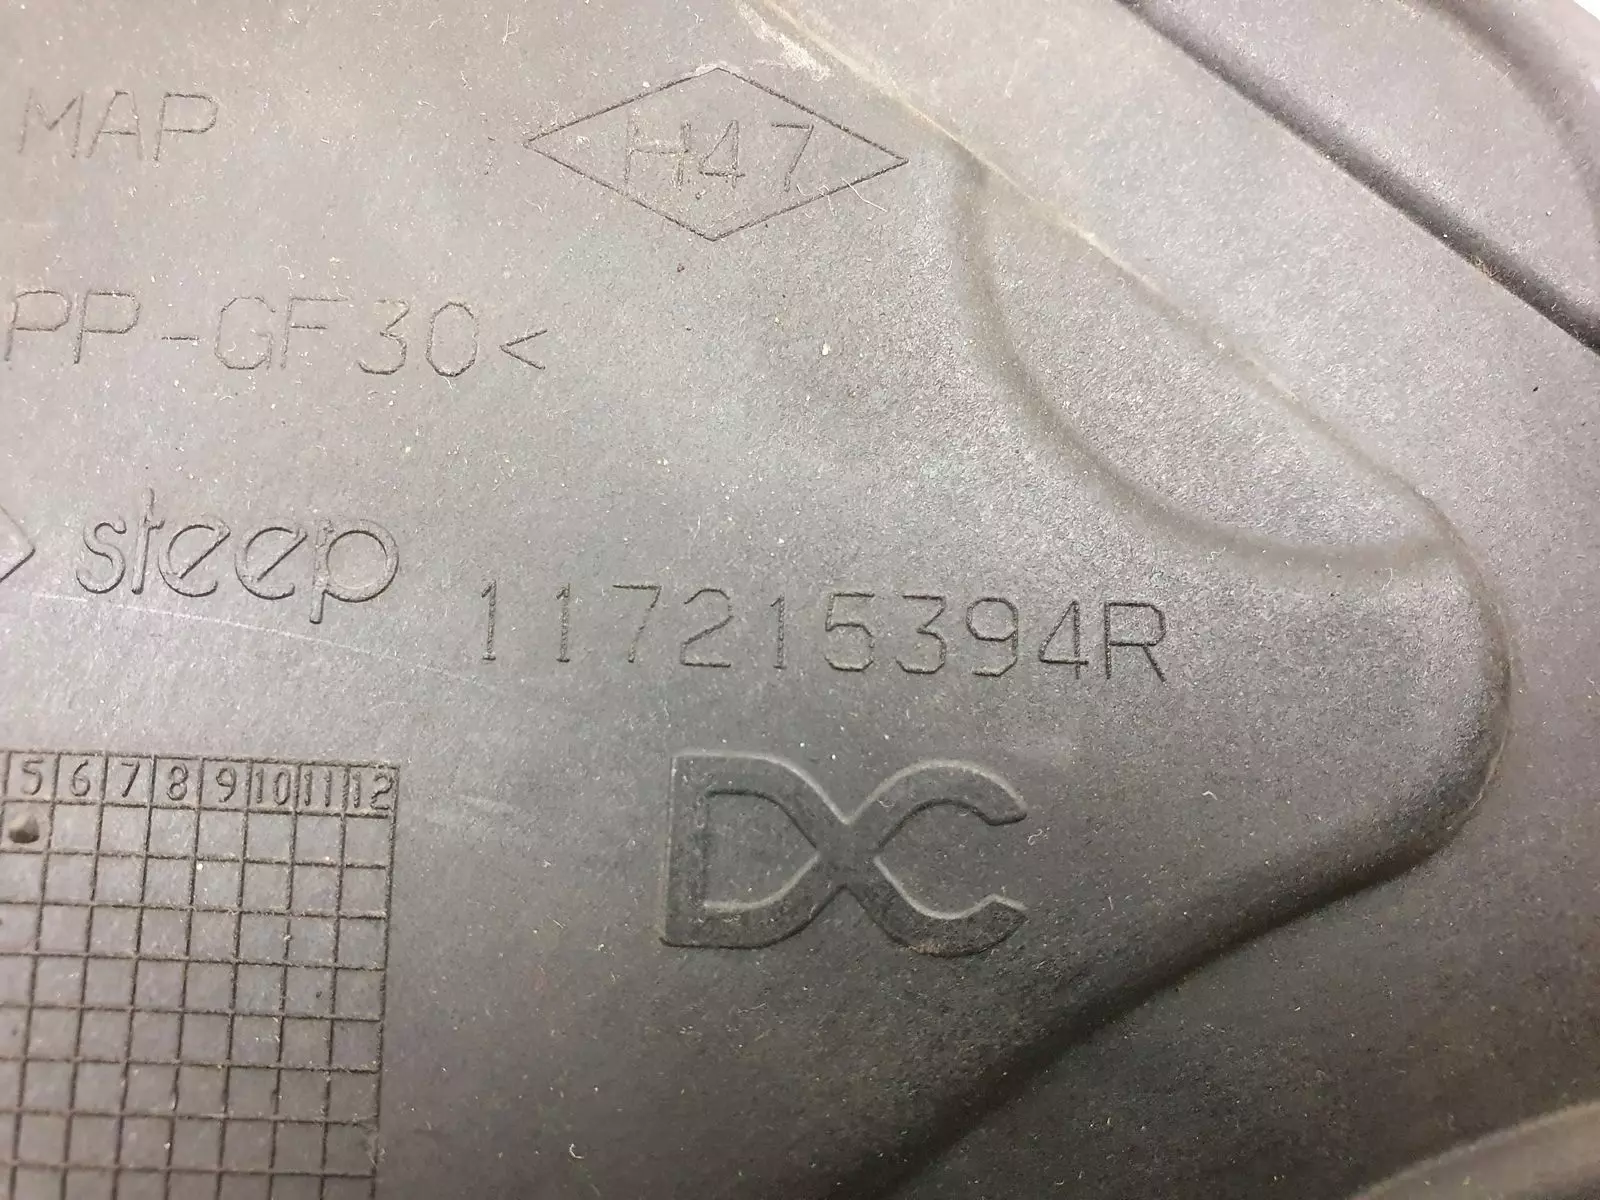 MAP
H47
PP-GF30<
steep
117215394R
5 6 7 8 9 10 11 12
DC